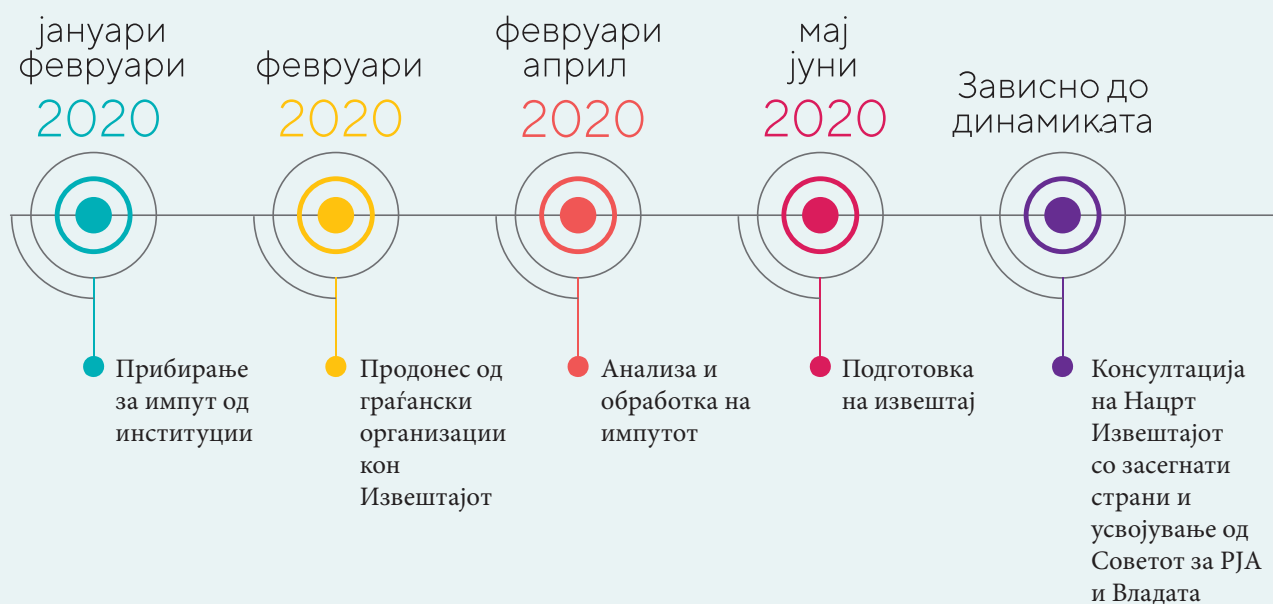 јануари
февруари
2020
февруари
2020
февруари
април
2020
мај
јуни
2020
Зависно до
динамиката
Прибирање
за импут од
институции
Продонес од
граѓански
организации
кон
Извештајот
Анализа и
обработка на
импутот
Подготовка
на извештај
Консултација
на Нацрт
Извештајот
со засегнати
страни и
усвојување од
Советот за РЈА
и Владата